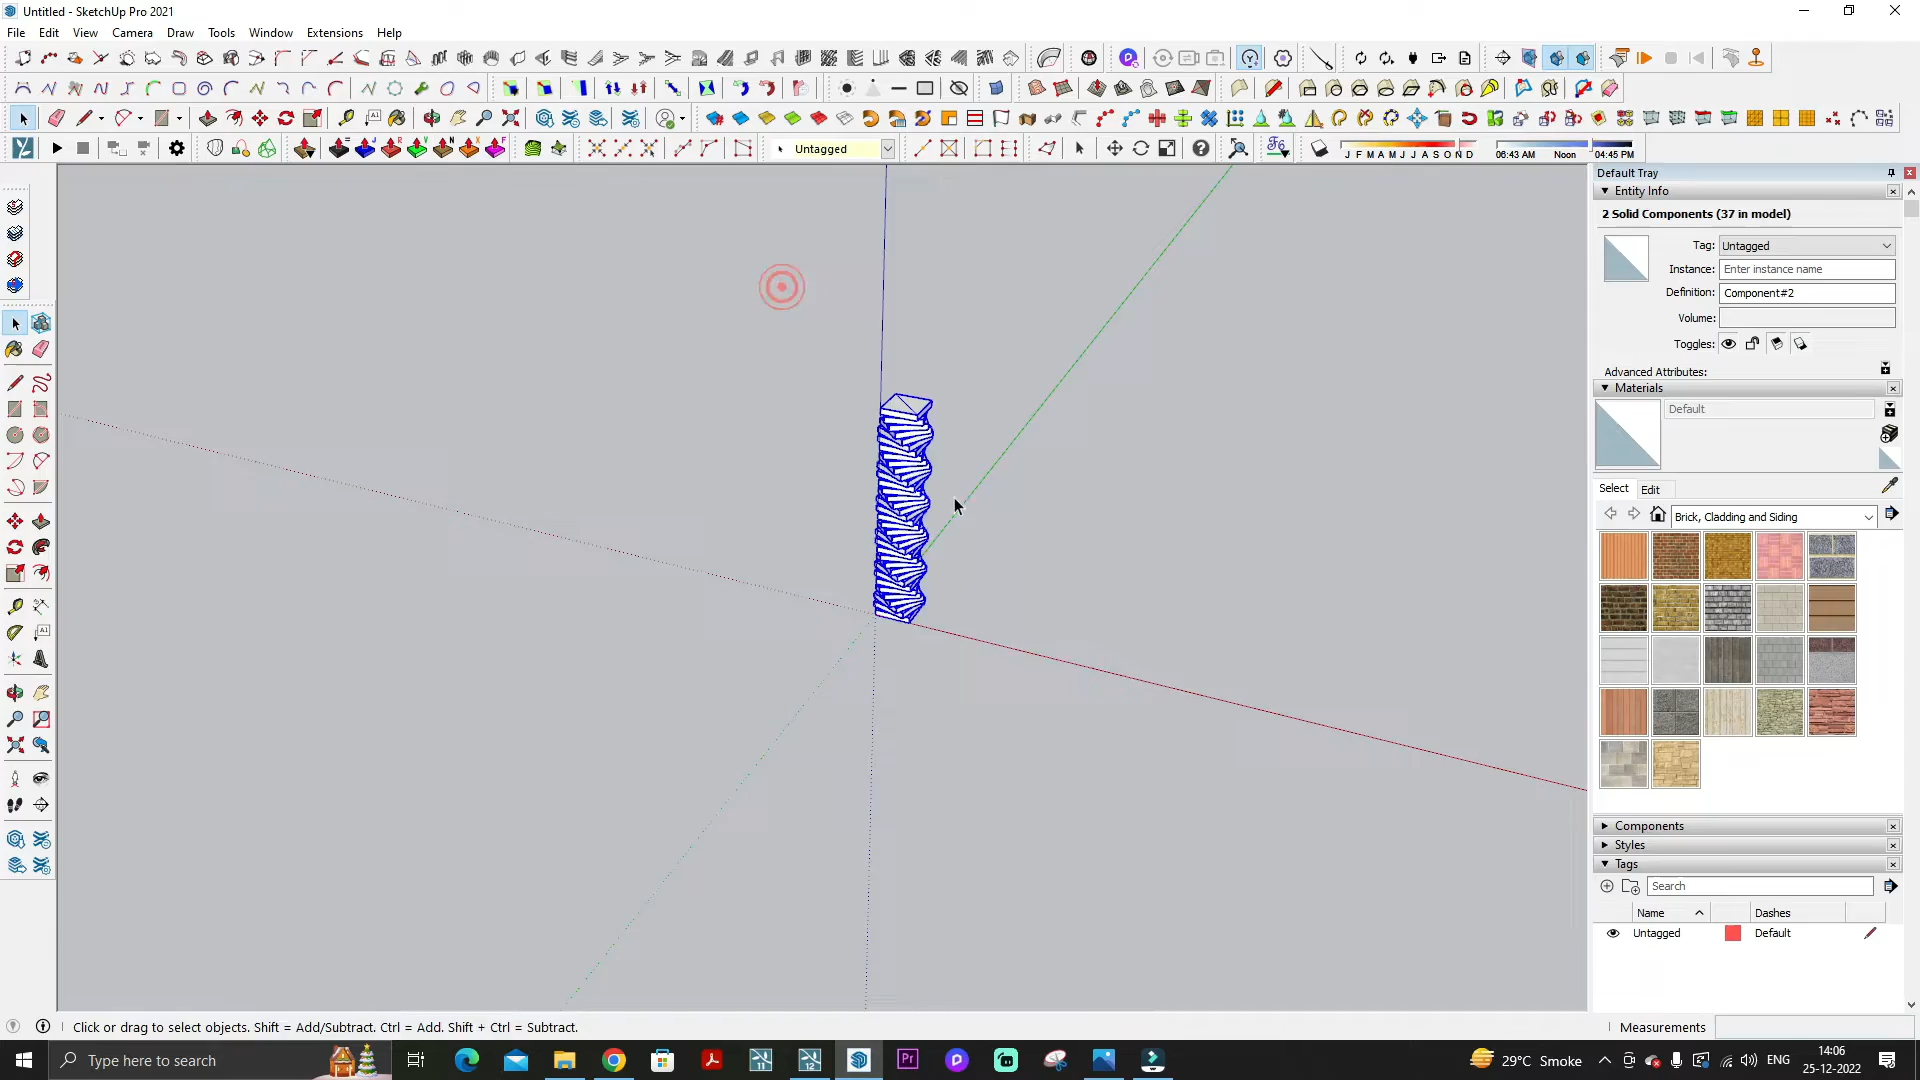 Untitled - SketchUp Pro 2021
File Edit View Camera Draw Tools Window Extensions Help
Untagged
J F M A M J J A S O N D
06:43 AM Noon 04:45 PM
Default Tray
Entity Info
2 Solid Components (37 in model)
Tag: Untagged
Instance: Enter instance name
Definition: Component#2
Volume:
Toggles:
Advanced Attributes:
Materials
Default
Select Edit
Brick, Cladding and Siding
Components
Styles
Tags
Search
Name Dashes
Untagged Default
Click or drag to select objects. Shift = Add/Subtract. Ctrl = Add. Shift + Ctrl = Subtract.
Measurements
Type here to search
29°C Smoke
ENG
14:06
25-12-2022